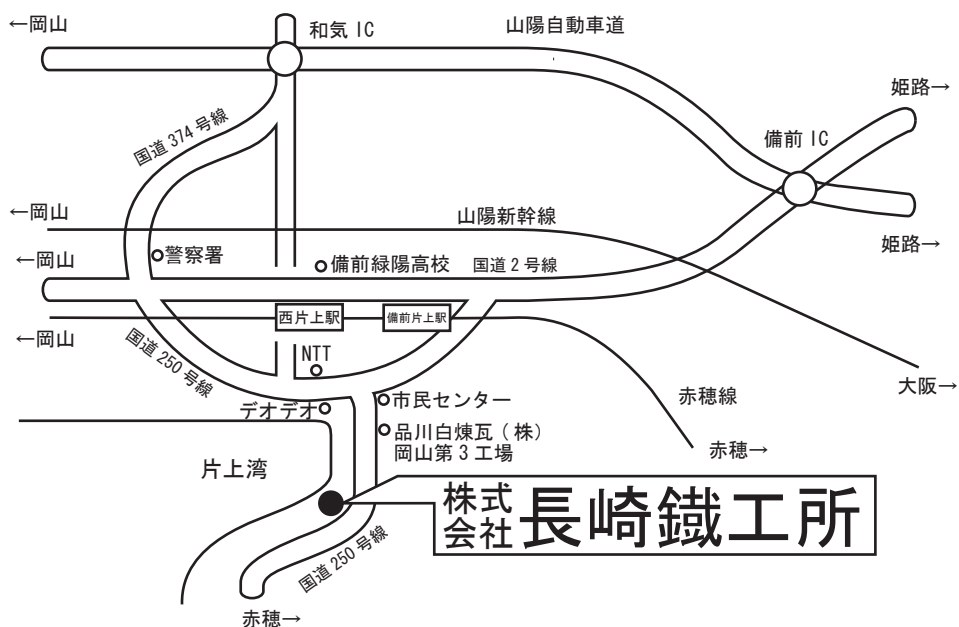 ←岡山
和気 IC
山陽自動車道
姫路→
国道 374 号線
備前 IC
←岡山
山陽新幹線
姫路→
警察署
←岡山
備前緑陽高校
国道 2 号線
西片上駅
備前片上駅
←岡山
国道 250 号線
NTT
大阪→
赤穂線
デオデオ
市民センター
品川白煉瓦(株)
岡山第 3 工場
赤穂→
片上湾
株式
会社
長崎鐵工所
国道 250 号線
赤穂→